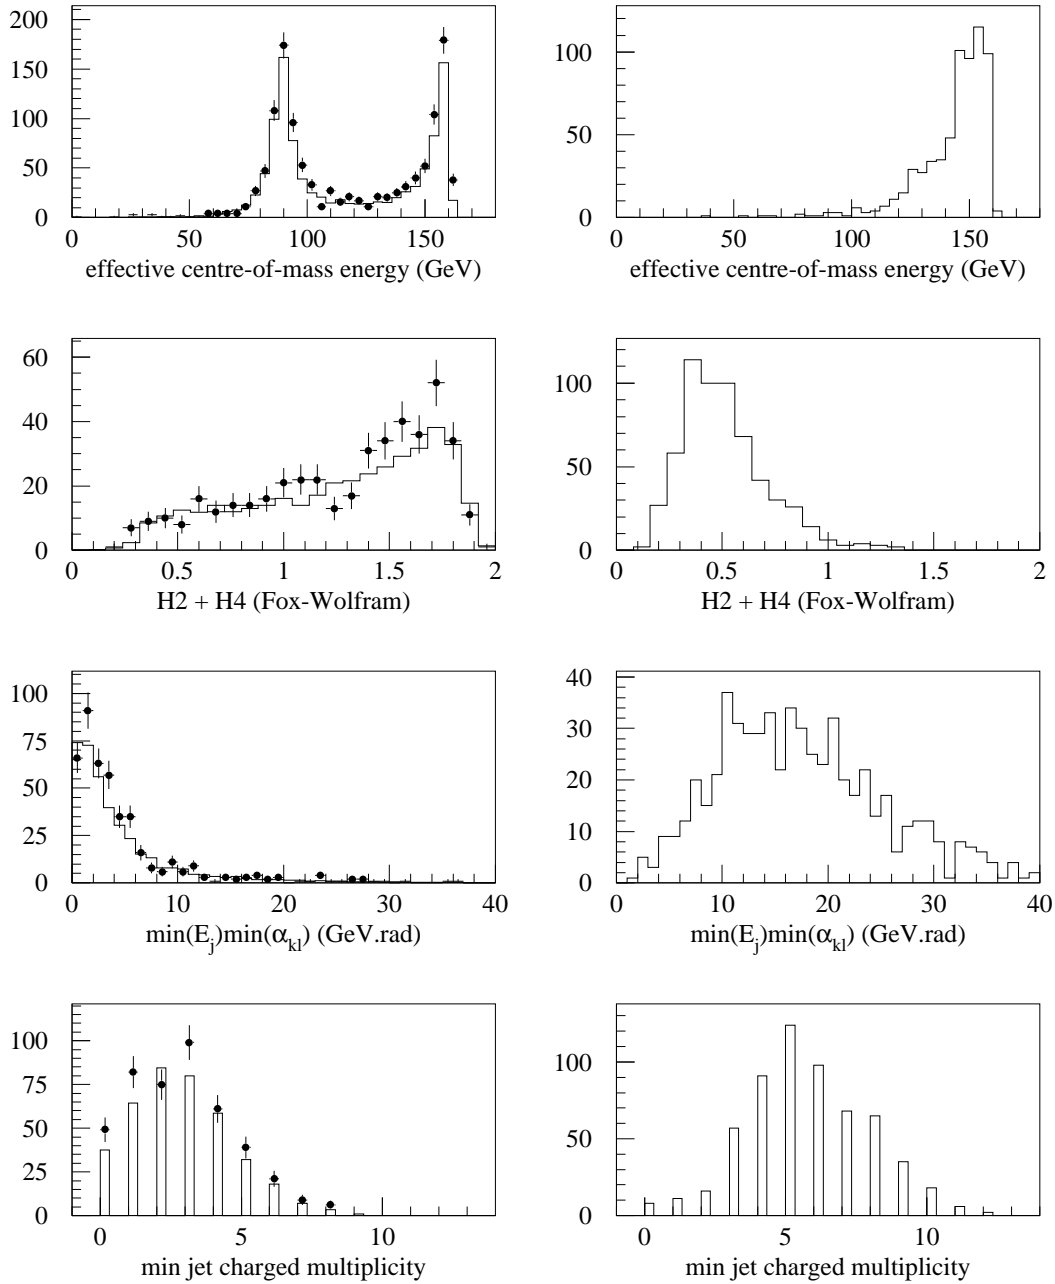 200
150
100
50
0
0 50 100 150
effective centre-of-mass energy (GeV)
100
50
0
0 50 100 150
effective centre-of-mass energy (GeV)
60
40
20
0
0 0.5 1 1.5 2
H2 + H4 (Fox-Wolfram)
100
50
0
0 0.5 1 1.5 2
H2 + H4 (Fox-Wolfram)
100
75
50
25
0
0 10 20 30 40
min(E_j)min(α_kl) (GeV.rad)
40
30
20
10
0
0 10 20 30 40
min(E_j)min(α_kl) (GeV.rad)
100
75
50
25
0
0 5 10
min jet charged multiplicity
100
50
0
0 5 10
min jet charged multiplicity